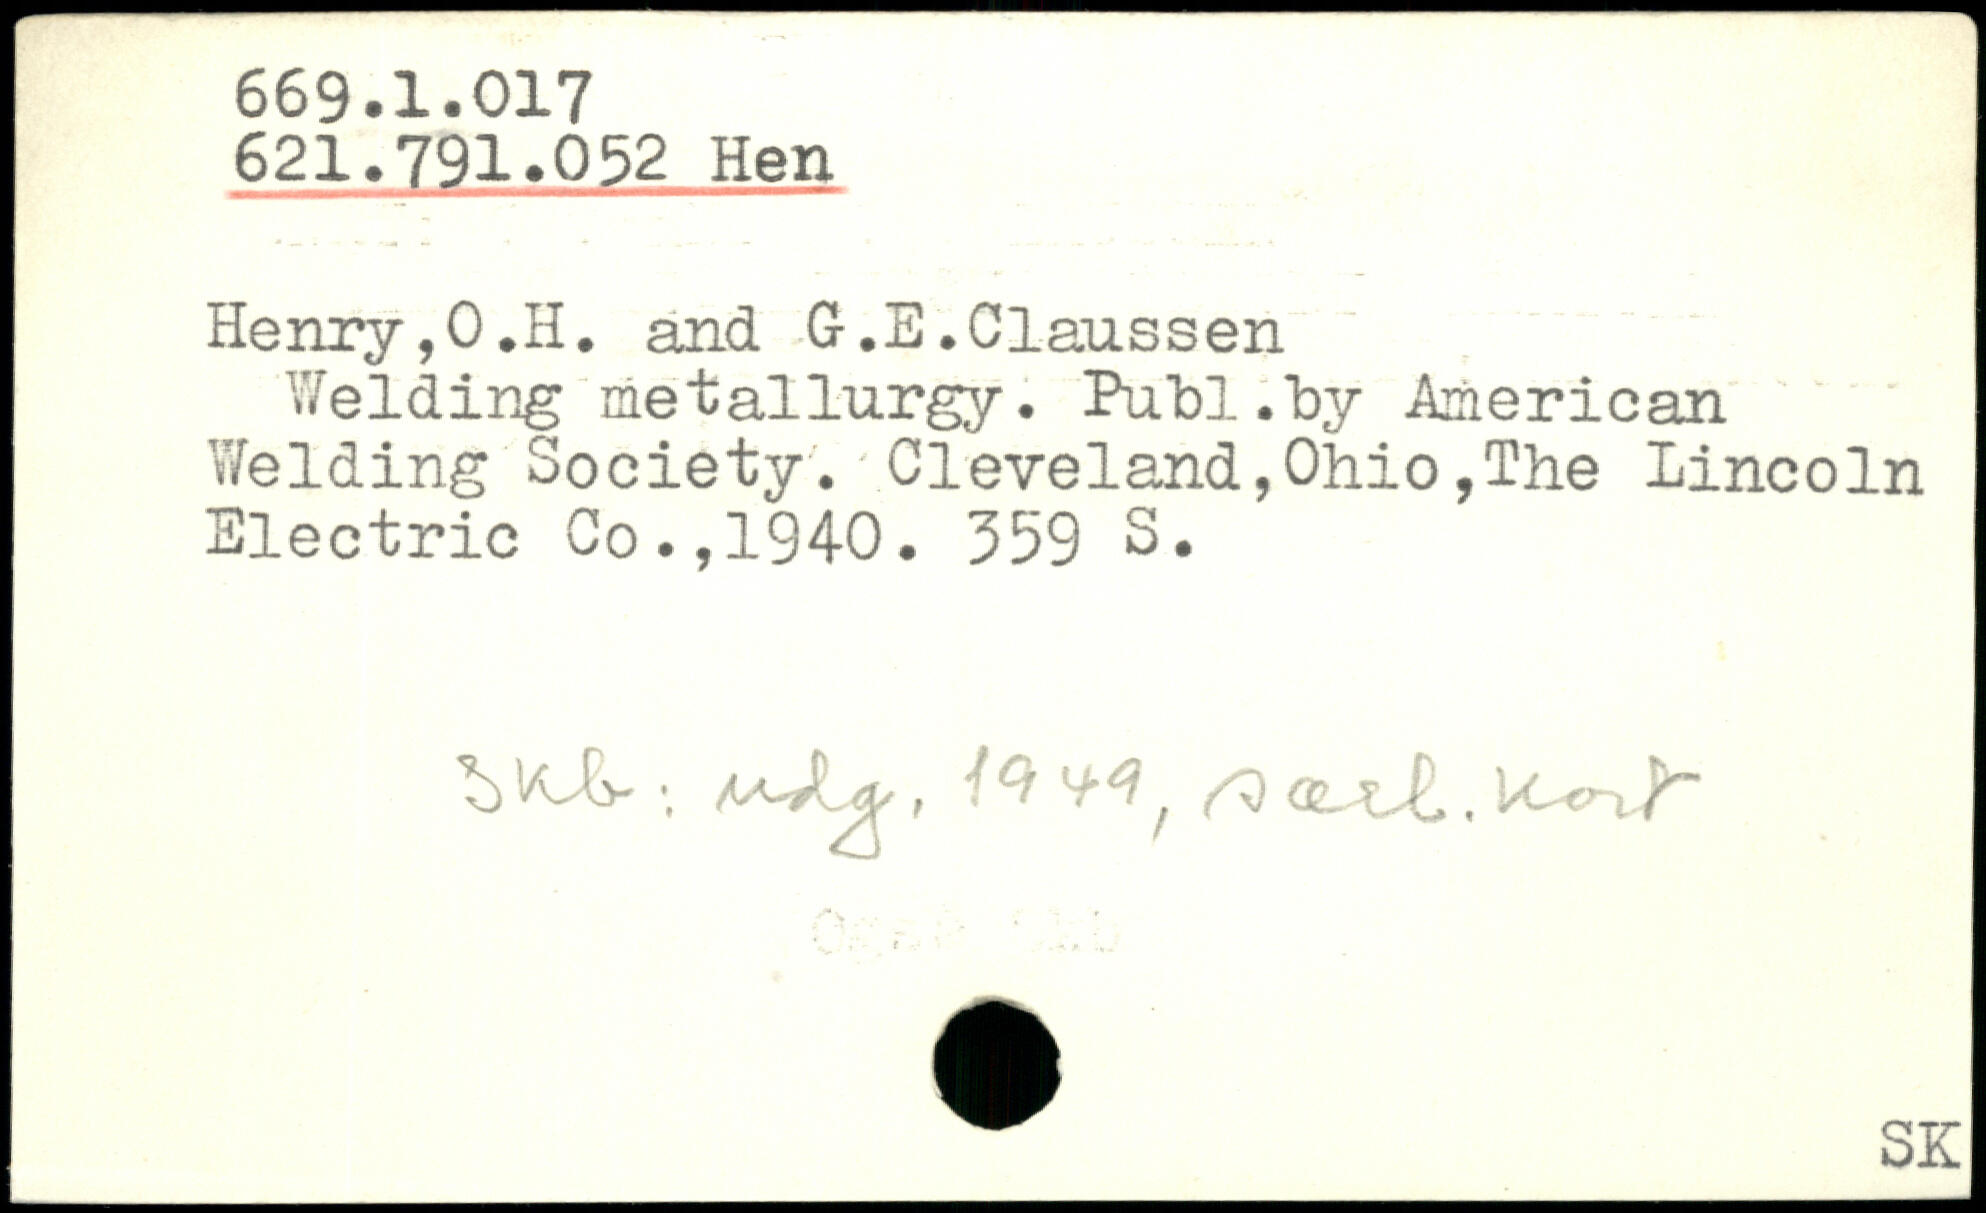 669.1.017
621.791.052 Hen
Henry,O.H. and G.E.Claussen
Welding metallurgy. Publ.by American
Welding Society. Cleveland,Ohio,The Lincoln
Electric Co.,1940. 359 S.
Skb: udg. 1949, særl. kort
SK